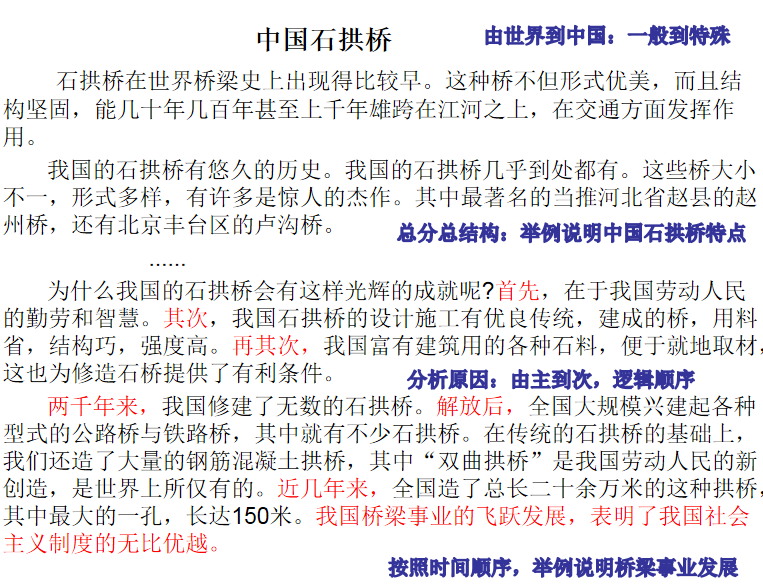 中国石拱桥
由世界到中国：一般到特殊
石拱桥在世界桥梁史上出现得比较早。这种桥不但形式优美，而且结
构坚固，能几十年几百年甚至上千年雄跨在江河之上，在交通方面发挥作
用。
我国的石拱桥有悠久的历史。我国的石拱桥几乎到处都有。这些桥大小
不一，形式多样，有许多是惊人的杰作。其中最著名的当推河北省赵县的赵
州桥，还有北京丰台区的卢沟桥。
总分总结构：举例说明中国石拱桥特点
......
为什么我国的石拱桥会有这样光辉的成就呢?首先，在于我国劳动人民
的勤劳和智慧。其次，我国石拱桥的设计施工有优良传统，建成的桥，用料
省，结构巧，强度高。再其次，我国富有建筑用的各种石料，便于就地取材，
这也为修造石桥提供了有利条件。
分析原因：由主到次，逻辑顺序
两千年来，我国修建了无数的石拱桥。解放后，全国大规模兴建起各种
型式的公路桥与铁路桥，其中就有不少石拱桥。在传统的石拱桥的基础上，
我们还造了大量的钢筋混凝土拱桥，其中“双曲拱桥”是我国劳动人民的新
创造，是世界上所仅有的。近几年来，全国造了总长二十余万米的这种拱桥，
其中最大的一孔，长达150米。我国桥梁事业的飞跃发展，表明了我国社会
主义制度的无比优越。
按照时间顺序，举例说明桥梁事业发展